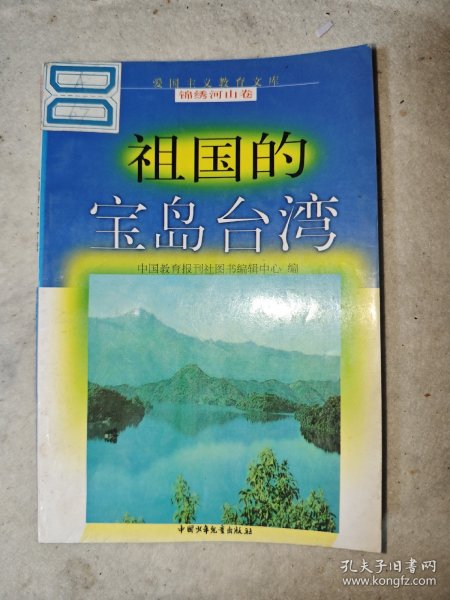 爱国主义教育文库
锦绣河山卷
祖国的
宝岛台湾
中国教育报刊社图书编辑中心 编
中国少年儿童出版社
孔夫子旧书网
www.kongfz.com